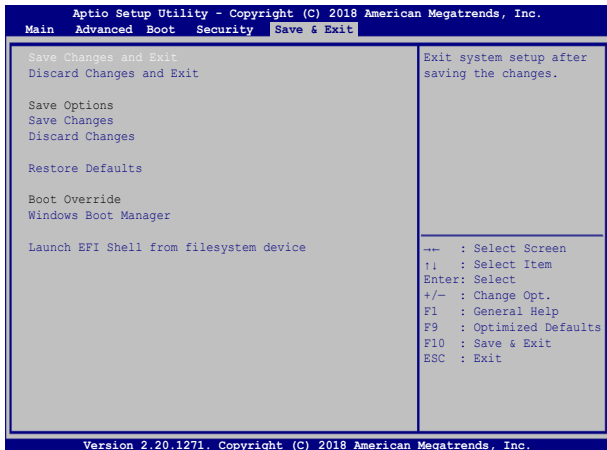 Aptio Setup Utility - Copyright (C) 2018 American Megatrends, Inc.
Main Advanced Boot Security Save & Exit
Save Changes and Exit
Discard Changes and Exit
Save Options
Save Changes
Discard Changes
Restore Defaults
Boot Override
Windows Boot Manager
Launch EFI Shell from filesystem device
Exit system setup after
saving the changes.
→← : Select Screen
↑↓ : Select Item
Enter: Select
+/— : Change Opt.
F1 : General Help
F9 : Optimized Defaults
F10 : Save & Exit
ESC : Exit
Version 2.20.1271. Copyright (C) 2018 American Megatrends, Inc.